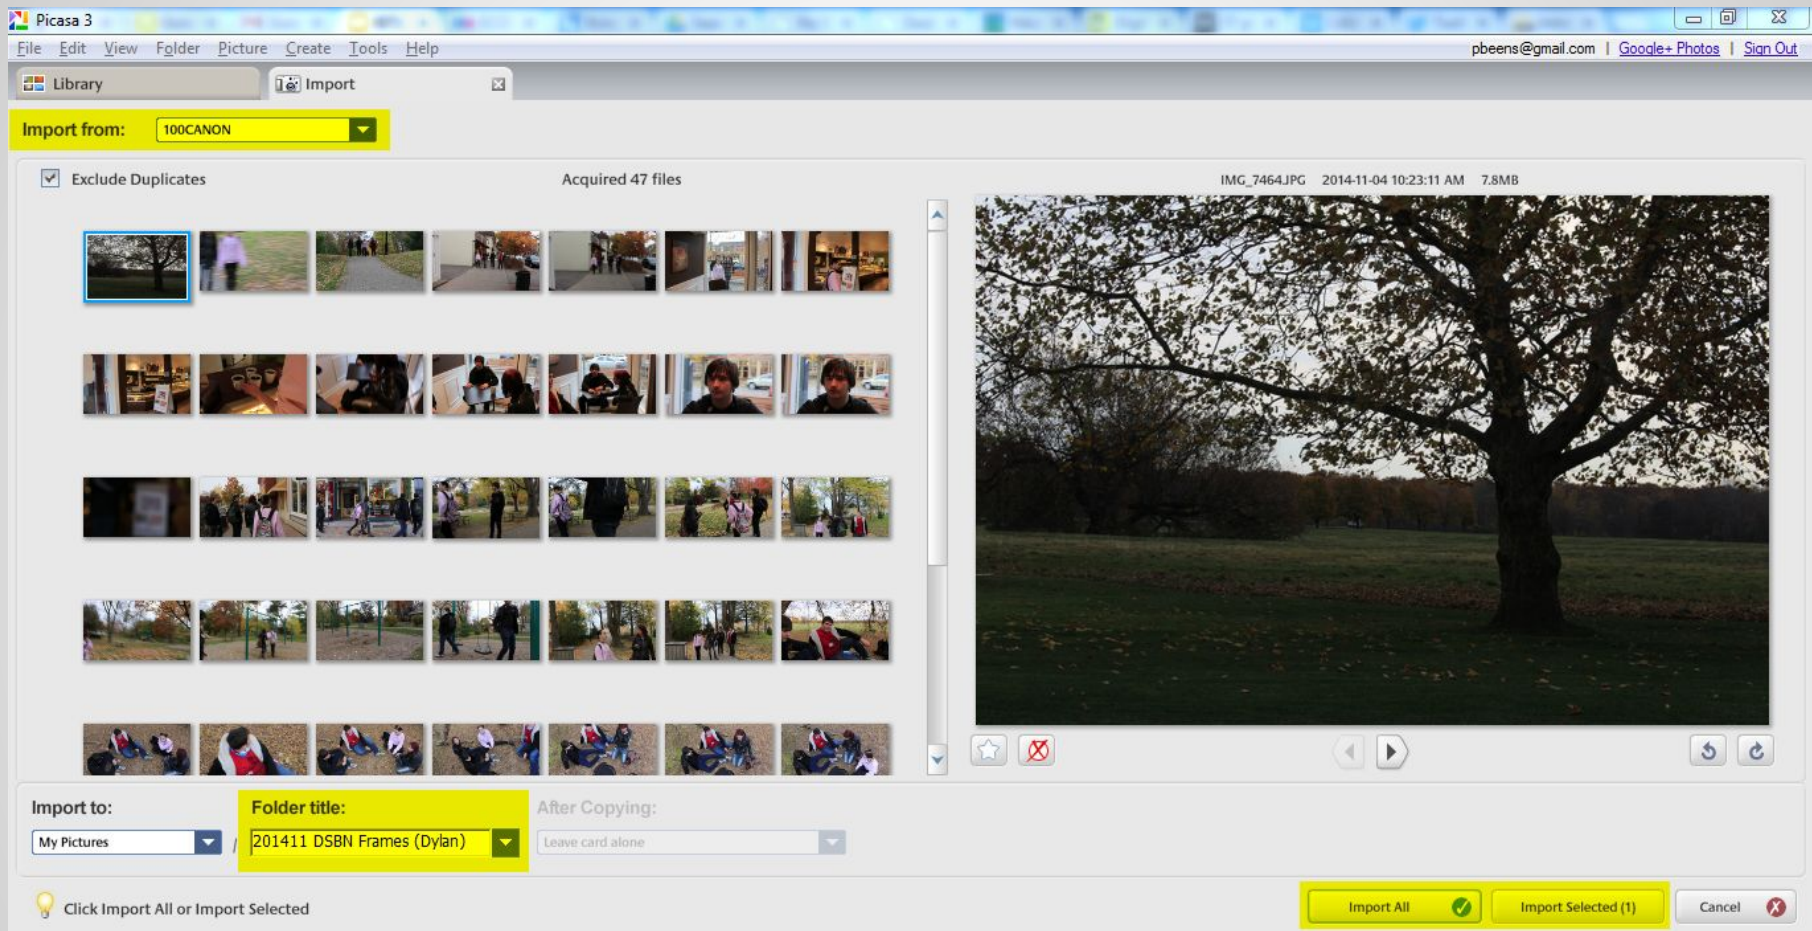 Picasa 3
File Edit View Folder Picture Create Tools Help
pbeens@gmail.com | Google+ Photos | Sign Out
Library
Import
Import from: 100CANON
Exclude Duplicates
Acquired 47 files
IMG_7464.JPG 2014-11-04 10:23:11 AM 7.8MB
Import to:
Folder title:
After Copying:
My Pictures / 201411 DSBN Frames (Dylan)
Leave card alone
Click Import All or Import Selected
Import All
Import Selected (1)
Cancel